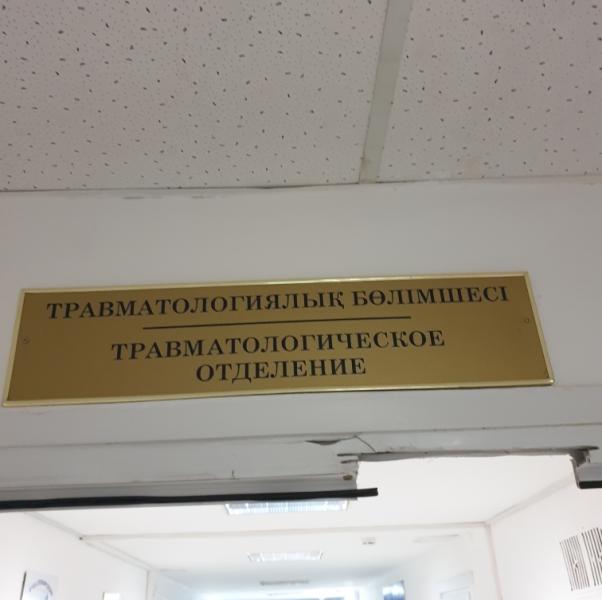 ТРАВМАТОЛОГИЯЛЫҚ БӨЛІМШЕСІ
ТРАВМАТОЛОГИЧЕСКОЕ
ОТДЕЛЕНИЕ